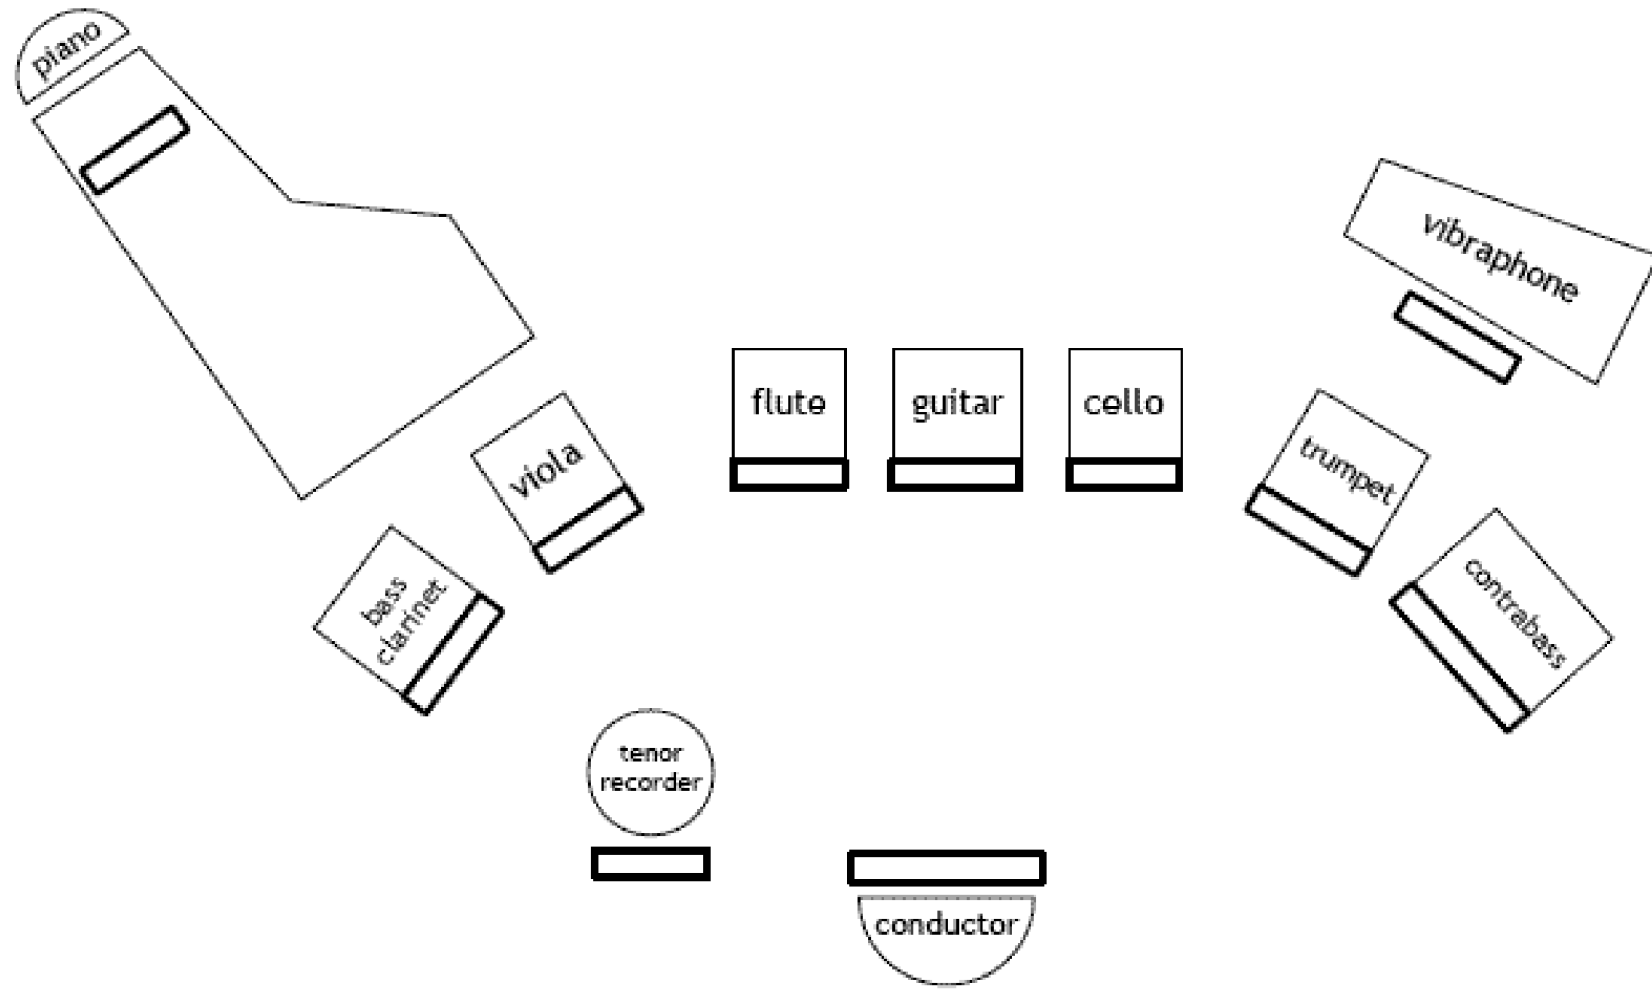 piano
vibraphone
flute
guitar
cello
viola
trumpet
bass
clarinet
contrabass
tenor
recorder
conductor